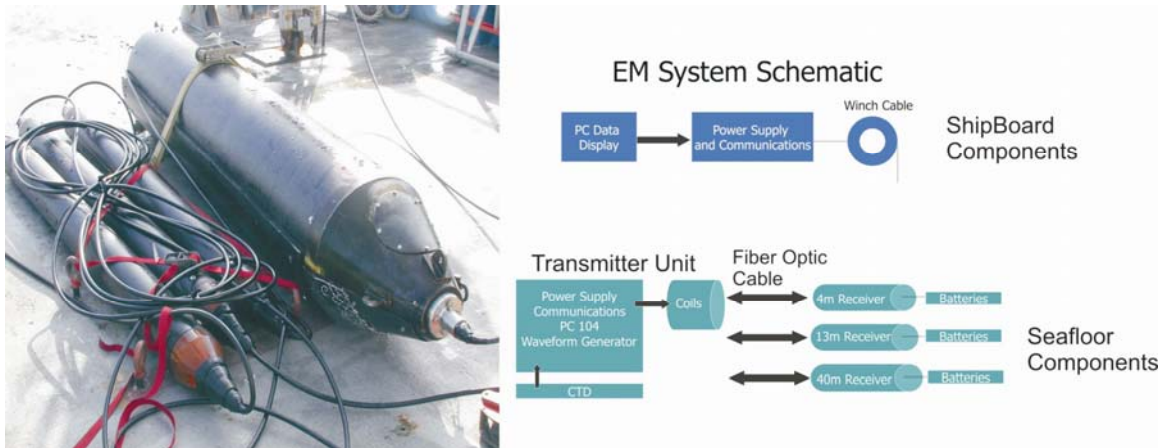 EM System Schematic
Winch Cable
PC Data
Display
Power Supply
and Communications
ShipBoard
Components
Transmitter Unit
Fiber Optic
Cable
Power Supply
Communications
PC 104
Waveform Generator
Coils
4m Receiver
Batteries
13m Receiver
Batteries
Seafloor
Components
40m Receiver
Batteries
CTD